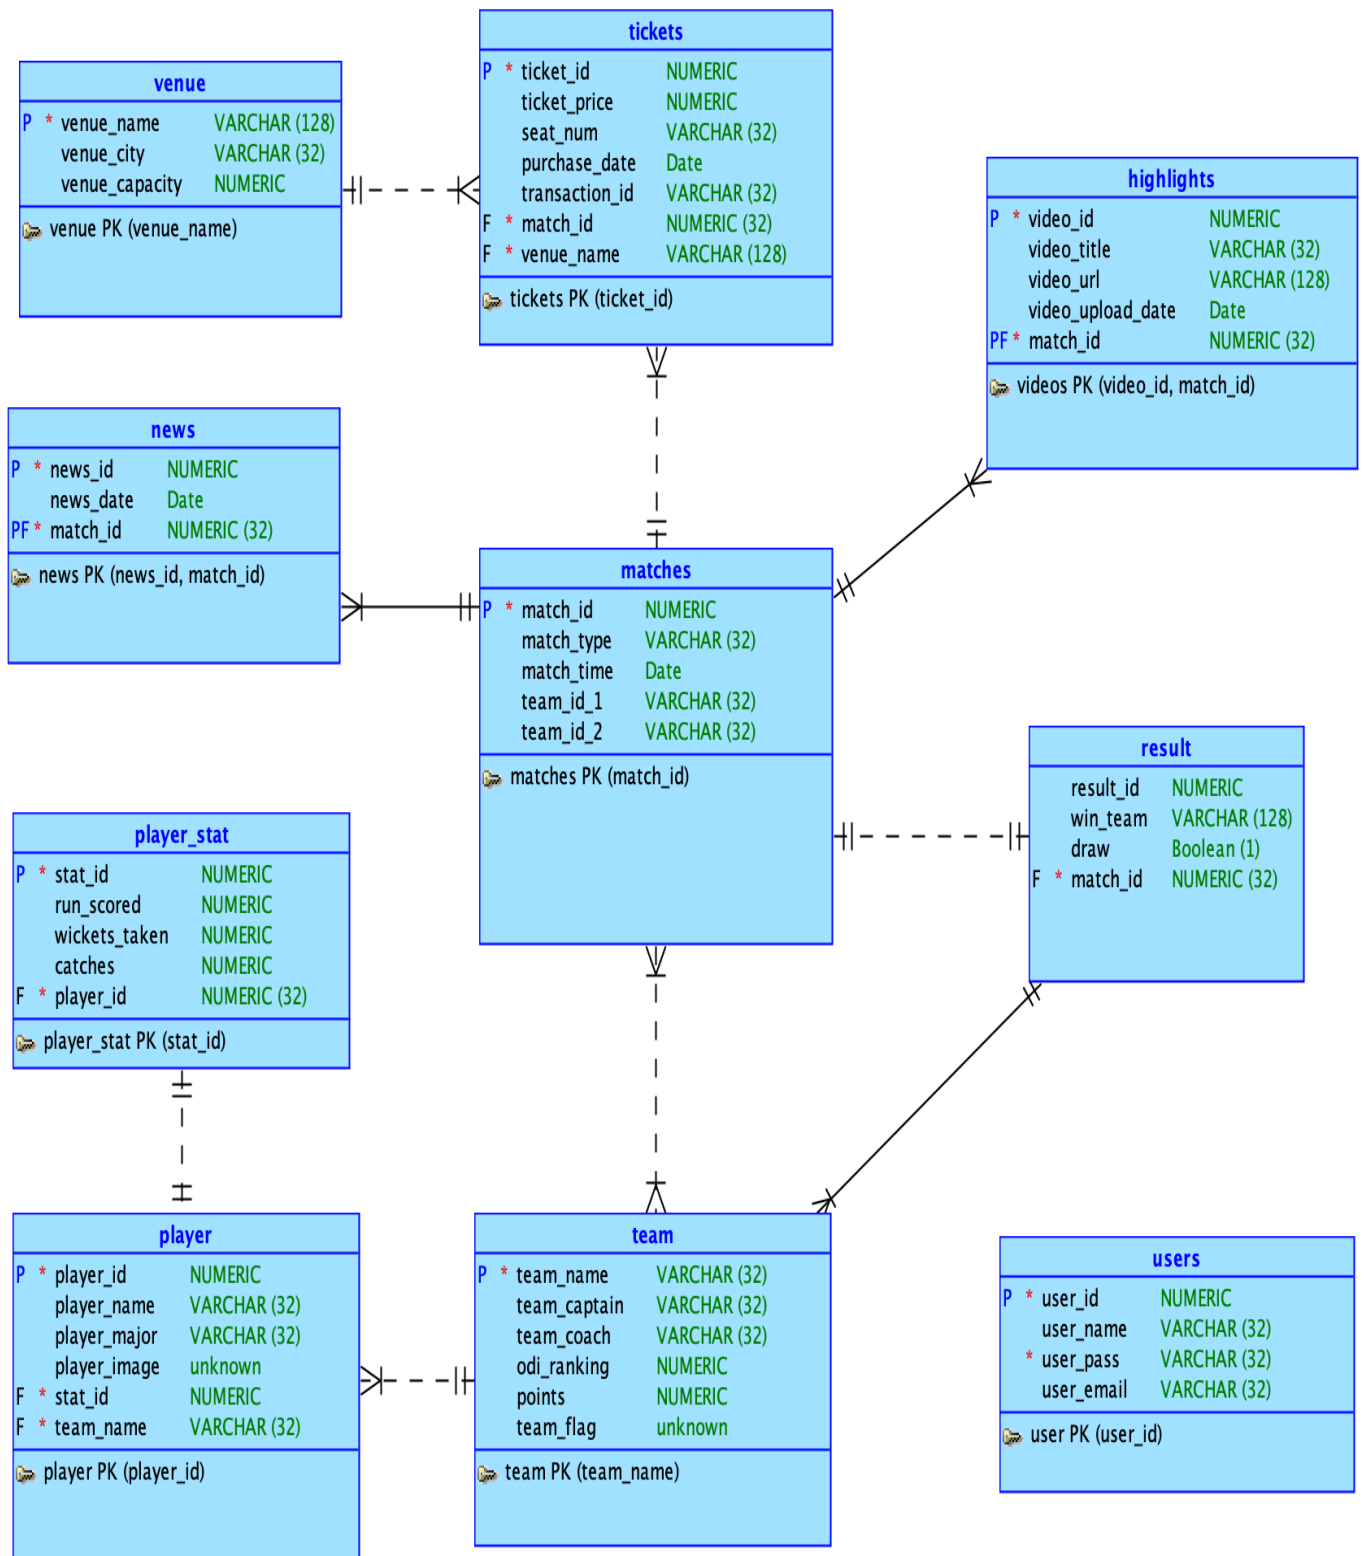 tickets
P * ticket_id NUMERIC
ticket_price NUMERIC
seat_num VARCHAR (32)
purchase_date Date
transaction_id VARCHAR (32)
F * match_id NUMERIC (32)
F * venue_name VARCHAR (128)
tickets PK (ticket_id)
venue
P * venue_name VARCHAR (128)
venue_city VARCHAR (32)
venue_capacity NUMERIC
venue PK (venue_name)
highlights
P * video_id NUMERIC
video_title VARCHAR (32)
video_url VARCHAR (128)
video_upload_date Date
PF * match_id NUMERIC (32)
videos PK (video_id, match_id)
news
P * news_id NUMERIC
news_date Date
PF * match_id NUMERIC (32)
news PK (news_id, match_id)
matches
P * match_id NUMERIC
match_type VARCHAR (32)
match_time Date
team_id_1 VARCHAR (32)
team_id_2 VARCHAR (32)
matches PK (match_id)
result
result_id NUMERIC
win_team VARCHAR (128)
draw Boolean (1)
F * match_id NUMERIC (32)
player_stat
P * stat_id NUMERIC
run_scored NUMERIC
wickets_taken NUMERIC
catches NUMERIC
F * player_id NUMERIC (32)
player_stat PK (stat_id)
player
P * player_id NUMERIC
player_name VARCHAR (32)
player_major VARCHAR (32)
player_image unknown
F * stat_id NUMERIC
F * team_name VARCHAR (32)
player PK (player_id)
team
P * team_name VARCHAR (32)
team_captain VARCHAR (32)
team_coach VARCHAR (32)
odi_ranking NUMERIC
points NUMERIC
team_flag unknown
team PK (team_name)
users
P * user_id NUMERIC
user_name VARCHAR (32)
* user_pass VARCHAR (32)
user_email VARCHAR (32)
user PK (user_id)